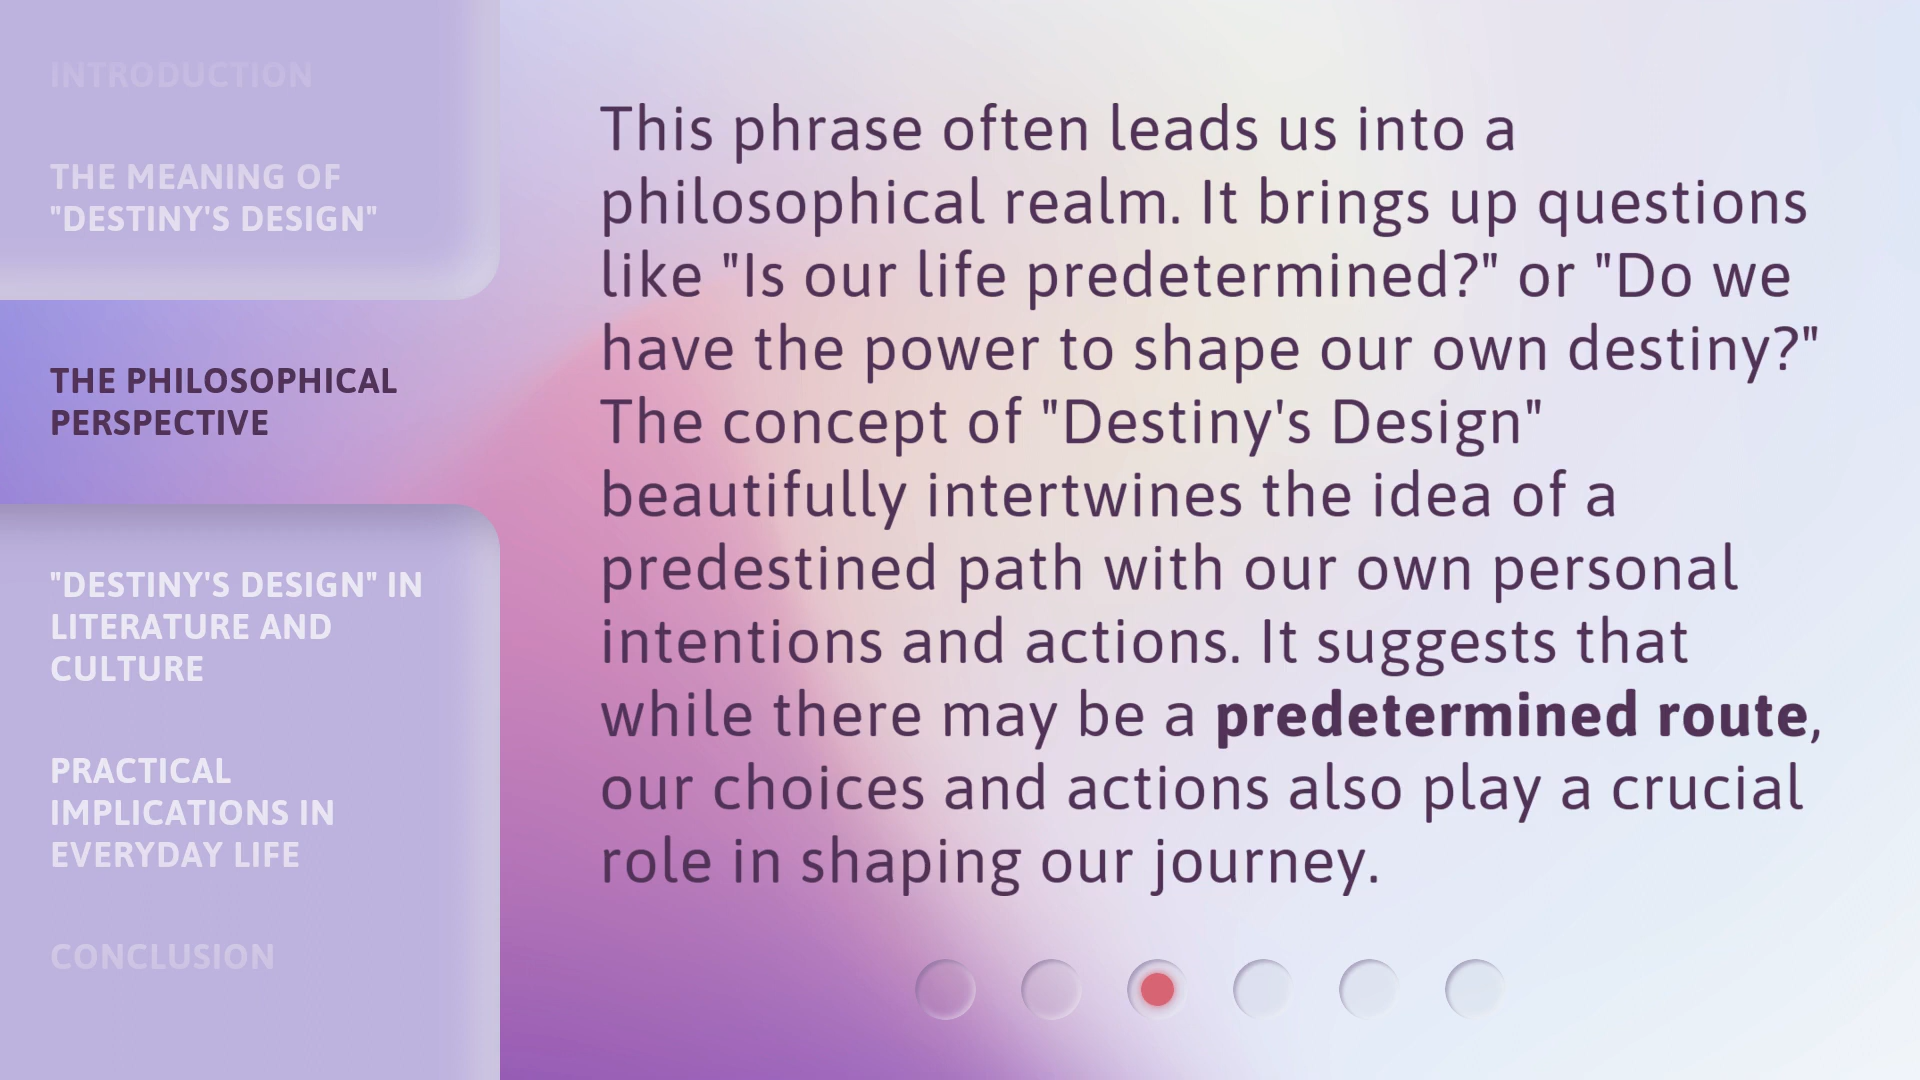 INTRODUCTION
THE MEANING OF
"DESTINY'S DESIGN"
THE PHILOSOPHICAL
PERSPECTIVE
"DESTINY'S DESIGN" IN
LITERATURE AND
CULTURE
PRACTICAL
IMPLICATIONS IN
EVERYDAY LIFE
CONCLUSION
This phrase often leads us into a
philosophical realm. It brings up questions
like "Is our life predetermined?" or "Do we
have the power to shape our own destiny?"
The concept of "Destiny's Design"
beautifully intertwines the idea of a
predestined path with our own personal
intentions and actions. It suggests that
while there may be a predetermined route,
our choices and actions also play a crucial
role in shaping our journey.